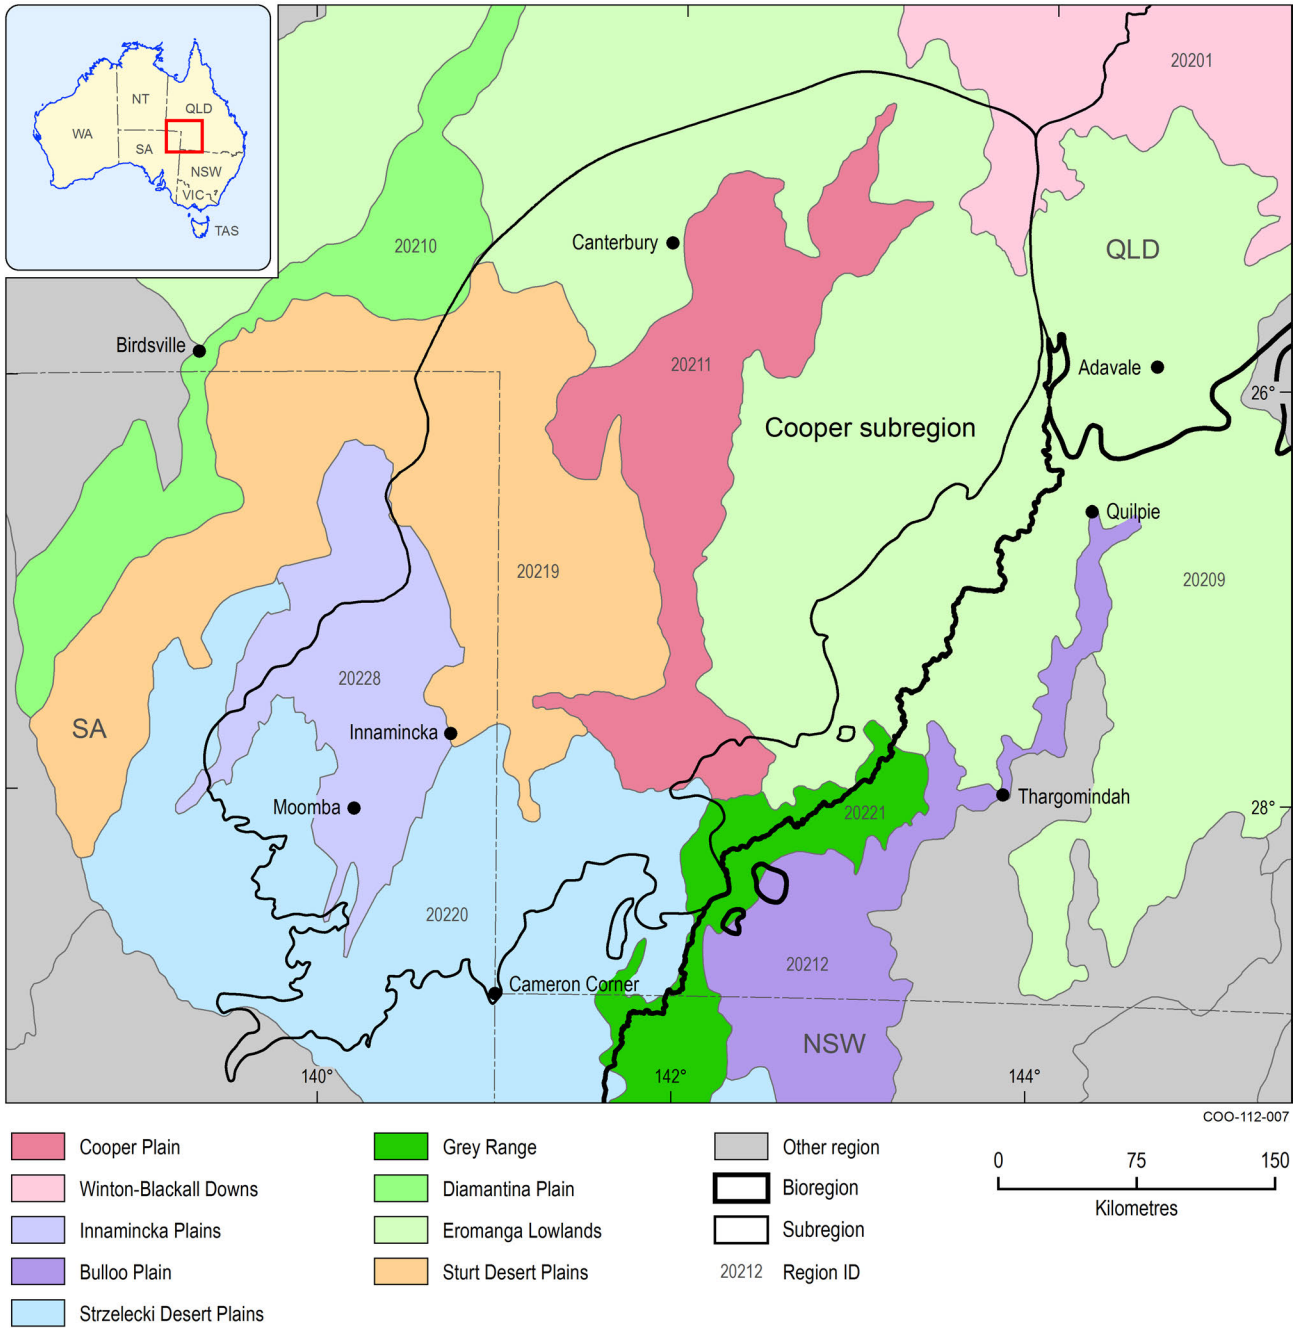 NT
QLD
WA
SA
NSW
VIC
TAS
20201
20210
Canterbury
QLD
Birdsville
20211
Adavale
26°
Cooper subregion
Quilpie
20219
20209
20228
SA
Innamincka
Moomba
Thargomindah
28°
20221
20220
20212
Cameron Corner
NSW
140°
142°
144°
COO-112-007
Cooper Plain
Winton-Blackall Downs
Innamincka Plains
Bulloo Plain
Strzelecki Desert Plains
Grey Range
Diamantina Plain
Eromanga Lowlands
Sturt Desert Plains
Other region
Bioregion
Subregion
20212 Region ID
0 75 150
Kilometres